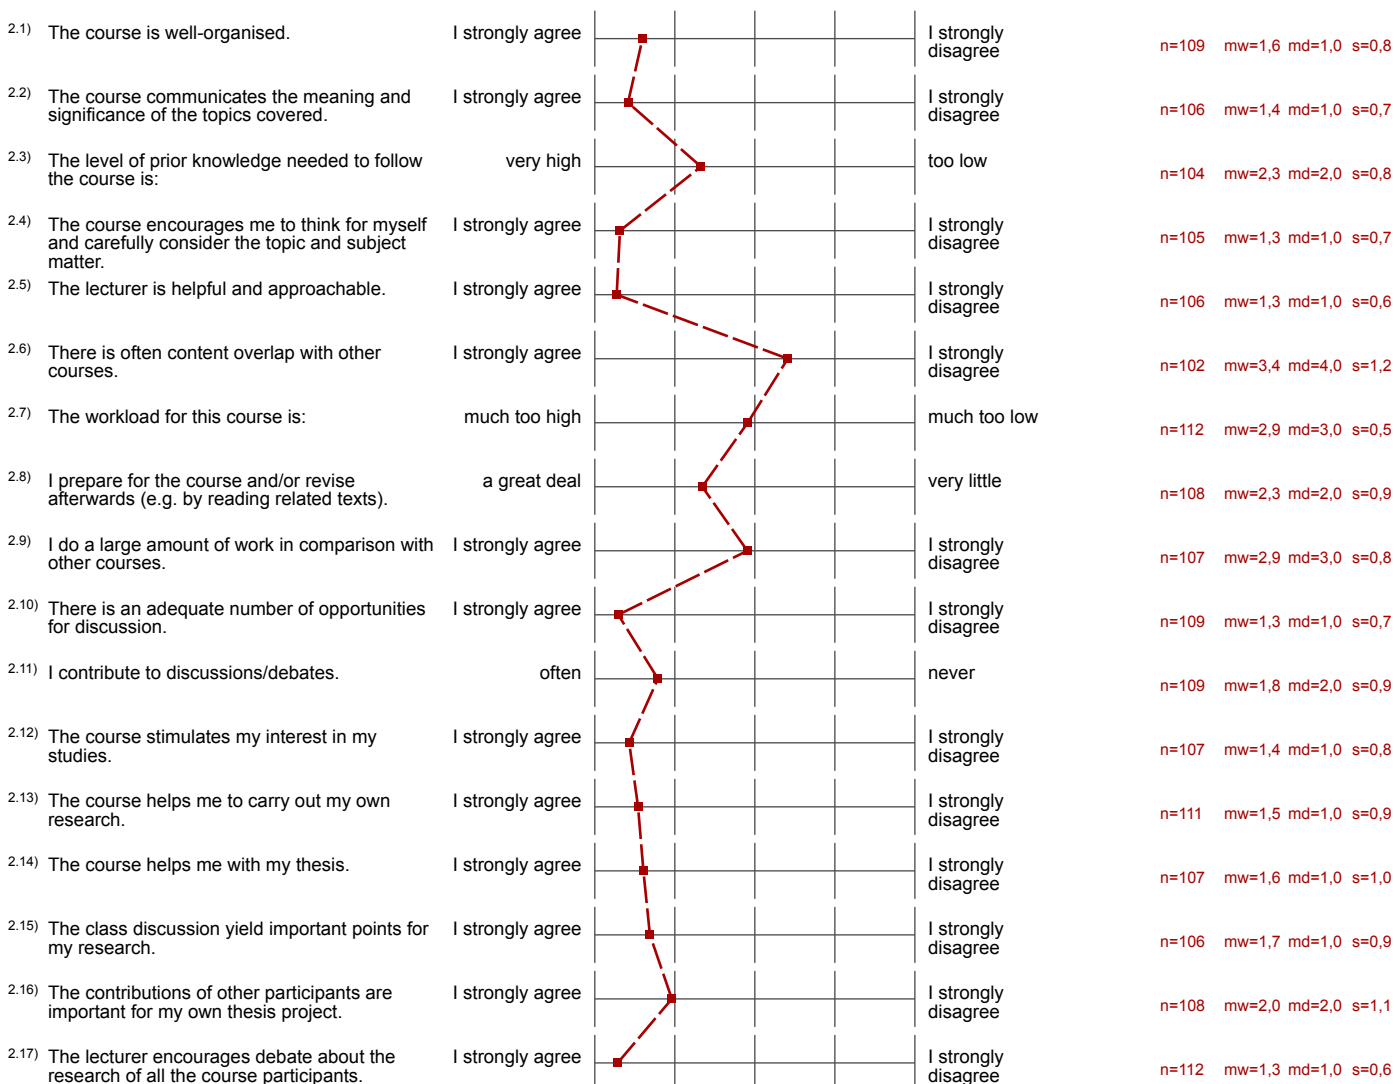 2.1) The course is well-organised. I strongly agree I strongly
disagree n=109 mw=1,6 md=1,0 s=0,8
2.2) The course communicates the meaning and
significance of the topics covered. I strongly agree I strongly
disagree n=106 mw=1,4 md=1,0 s=0,7
2.3) The level of prior knowledge needed to follow
the course is: very high too low n=104 mw=2,3 md=2,0 s=0,8
2.4) The course encourages me to think for myself
and carefully consider the topic and subject
matter. I strongly agree I strongly
disagree n=105 mw=1,3 md=1,0 s=0,7
2.5) The lecturer is helpful and approachable. I strongly agree I strongly
disagree n=106 mw=1,3 md=1,0 s=0,6
2.6) There is often content overlap with other
courses. I strongly agree I strongly
disagree n=102 mw=3,4 md=4,0 s=1,2
2.7) The workload for this course is: much too high much too low n=112 mw=2,9 md=3,0 s=0,5
2.8) I prepare for the course and/or revise
afterwards (e.g. by reading related texts). a great deal very little n=108 mw=2,3 md=2,0 s=0,9
2.9) I do a large amount of work in comparison with
other courses. I strongly agree I strongly
disagree n=107 mw=2,9 md=3,0 s=0,8
2.10) There is an adequate number of opportunities
for discussion. I strongly agree I strongly
disagree n=109 mw=1,3 md=1,0 s=0,7
2.11) I contribute to discussions/debates. often never n=109 mw=1,8 md=2,0 s=0,9
2.12) The course stimulates my interest in my
studies. I strongly agree I strongly
disagree n=107 mw=1,4 md=1,0 s=0,8
2.13) The course helps me to carry out my own
research. I strongly agree I strongly
disagree n=111 mw=1,5 md=1,0 s=0,9
2.14) The course helps me with my thesis. I strongly agree I strongly
disagree n=107 mw=1,6 md=1,0 s=1,0
2.15) The class discussion yield important points for
my research. I strongly agree I strongly
disagree n=106 mw=1,7 md=1,0 s=0,9
2.16) The contributions of other participants are
important for my own thesis project. I strongly agree I strongly
disagree n=108 mw=2,0 md=2,0 s=1,1
2.17) The lecturer encourages debate about the
research of all the course participants. I strongly agree I strongly
disagree n=112 mw=1,3 md=1,0 s=0,6